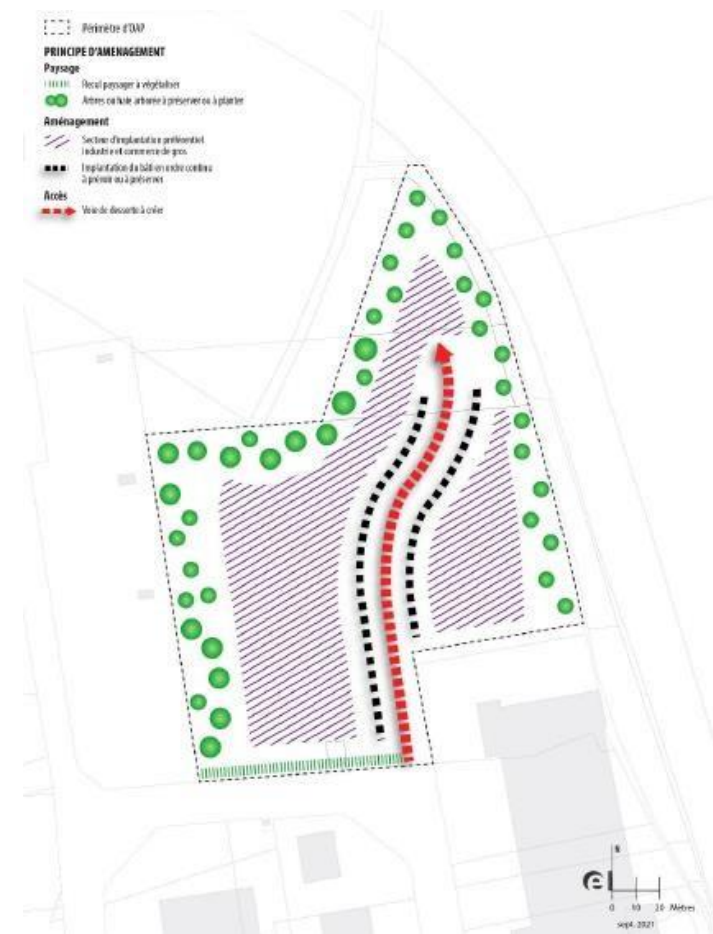 Périmètre d'OAP
PRINCIPE D'AMENAGEMENT
Paysage
Recul paysager à végétaliser
Arbres ou haie arborée à préserver ou à planter
Aménagement
Secteur d'implantation préférentiel
industrie et commerce de gros
Implantation du bâti en ordre continu
à prévoir ou à préserver
Accès
Voie de desserte à créer
N
0 10 20 Mètres
sept. 2021